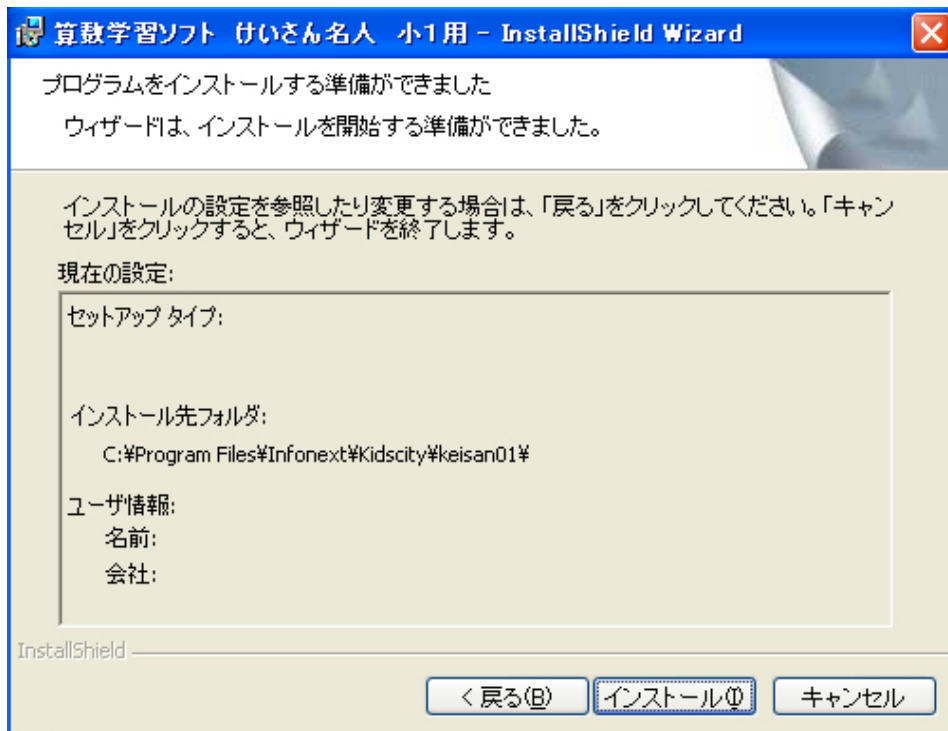 算数学習ソフト けいさん名人 小1用 - InstallShield Wizard
プログラムをインストールする準備ができました
ウィザードは、インストールを開始する準備ができました。
インストールの設定を参照したり変更する場合は、「戻る」をクリックしてください。「キャン
セル」をクリックすると、ウィザードを終了します。
現在の設定:
セットアップ タイプ:
インストール先フォルダ:
C:¥Program Files¥Infonext¥Kidscity¥keisan01¥
ユーザ情報:
名前:
会社:
InstallShield
< 戻る(B) インストール(I) キャンセル